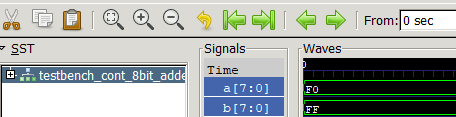 From: 0 sec
SST
Signals
Waves
testbench_cont_8bit_adde
Time
0
a[7:0]
F0
b[7:0]
FF